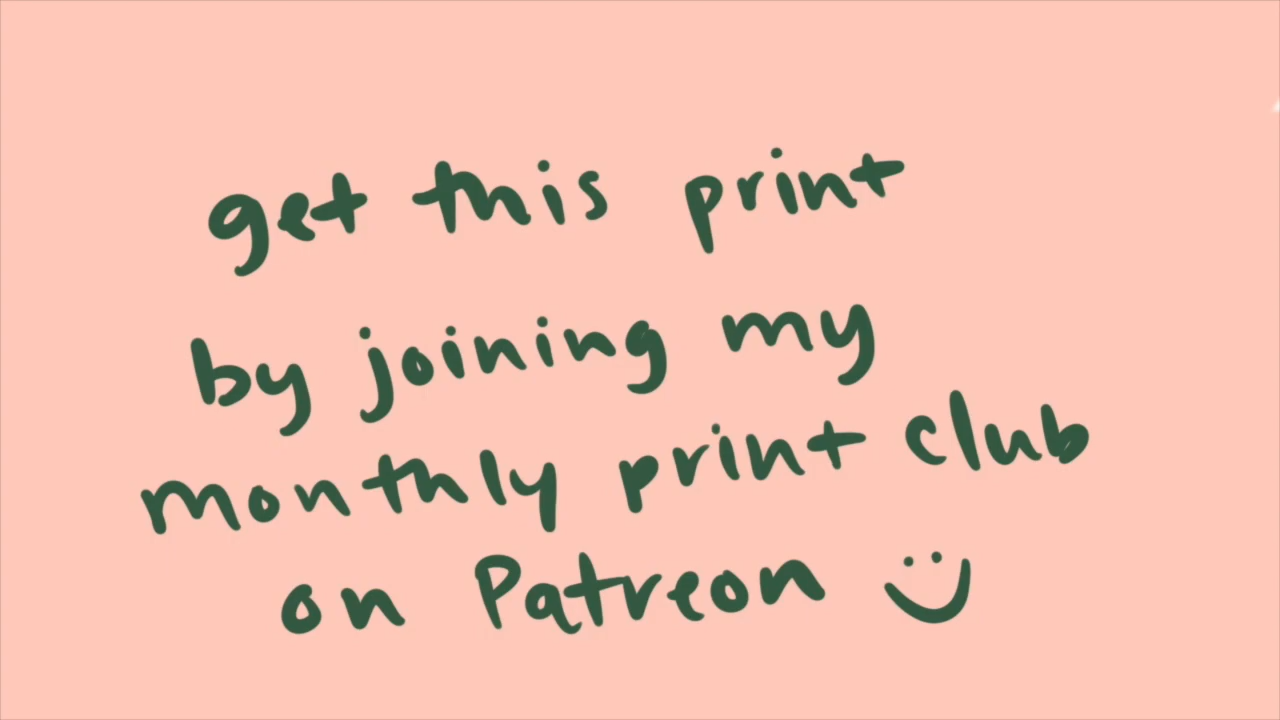 get this print
by joining my
monthly print club
on Patreon :)